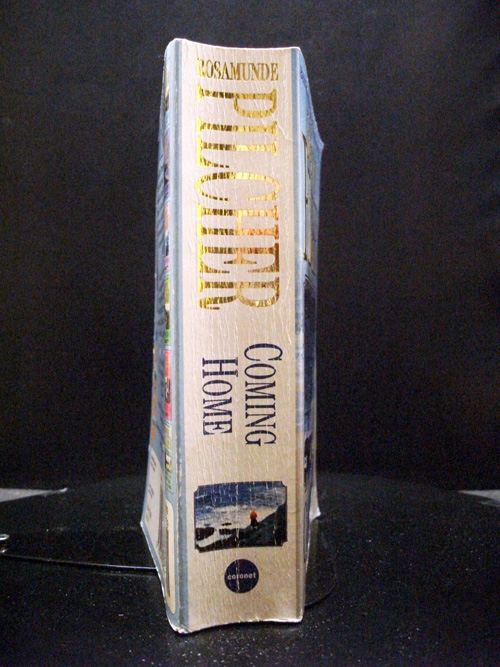 ROSAMUNDE
PILCHER
COMING
HOME
coronet